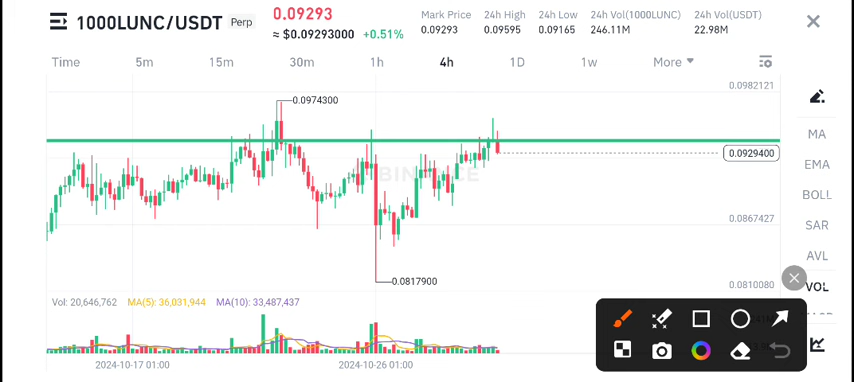 1000LUNC/USDT Perp
0.09293
≈ $0.09293000 +0.51%
Mark Price
0.09293
24h High
0.09595
24h Low
0.09165
24h Vol(1000LUNC)
246.11M
24h Vol(USDT)
22.98M
Time 5m 15m 30m 1h 4h 1D 1w More
0.0982121
0.0974300
0.0929400
BINANCE
0.0867427
0.0817900
0.0810080
MA
EMA
BOLL
SAR
AVL
VOL
Vol: 20,646,762 MA(5): 36,031,944 MA(10): 33,487,437
2024-10-17 01:00 2024-10-26 01:00